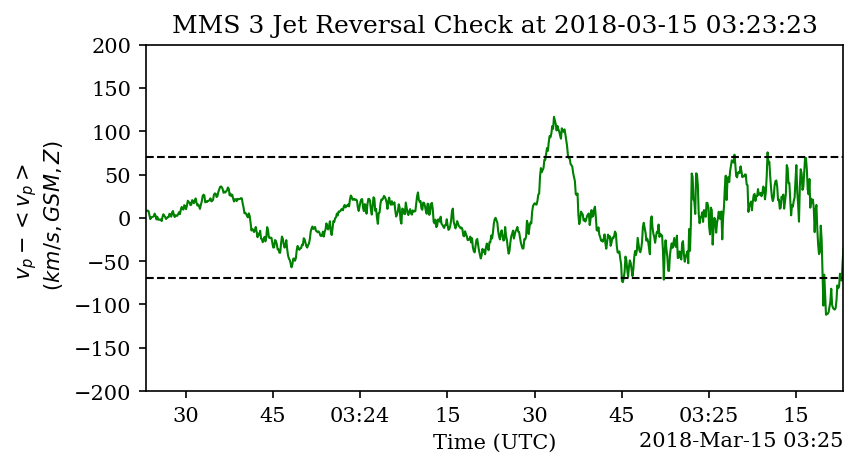 MMS 3 Jet Reversal Check at 2018-03-15 03:23:23
200
150
100
50
0
−50
−100
−150
−200
v_p − < v_p >
(km/s, GSM, Z)
30 45 03:24 15 30 45 03:25 15
Time (UTC)
2018-Mar-15 03:25